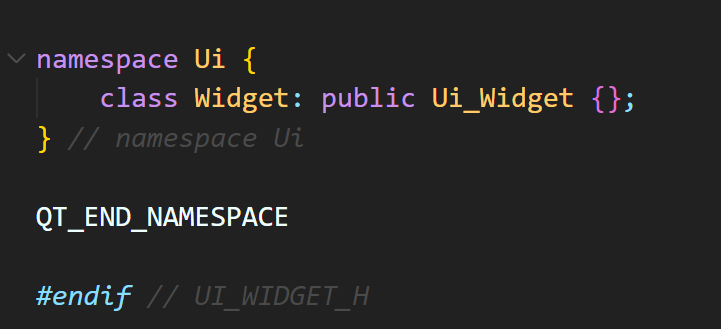 namespace Ui {
    class Widget: public Ui_Widget {};
} // namespace Ui
QT_END_NAMESPACE
#endif // UI_WIDGET_H